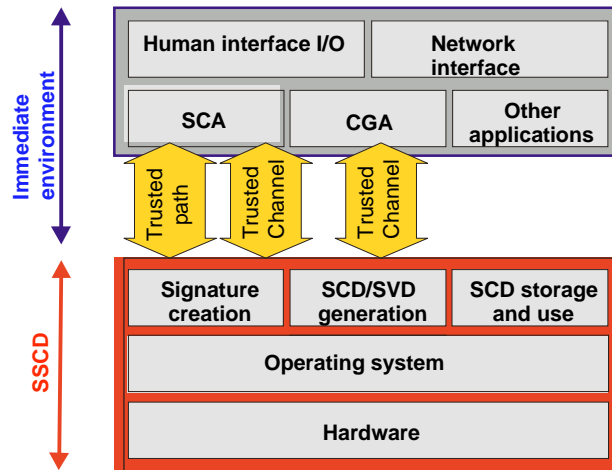 Immediate
environment
Human interface I/O
Network
interface
SCA
CGA
Other
applications
Trusted
path
Trusted
Channel
Trusted
Channel
SSCD
Signature
creation
SCD/SVD
generation
SCD storage
and use
Operating system
Hardware